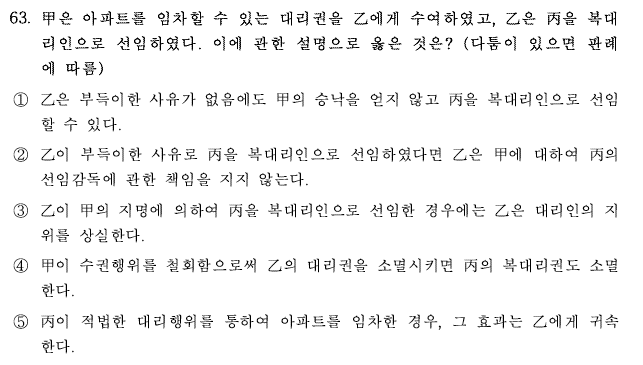 63. 甲은 아파트를 임차할 수 있는 대리권을 乙에게 수여하였고, 乙은 丙을 복대
리인으로 선임하였다. 이에 관한 설명으로 옳은 것은? (다툼이 있으면 판례
에 따름)
① 乙은 부득이한 사유가 없음에도 甲의 승낙을 얻지 않고 丙을 복대리인으로 선임
할 수 있다.
② 乙이 부득이한 사유로 丙을 복대리인으로 선임하였다면 乙은 甲에 대하여 丙의
선임감독에 관한 책임을 지지 않는다.
③ 乙이 甲의 지명에 의하여 丙을 복대리인으로 선임한 경우에는 乙은 대리인의 지
위를 상실한다.
④ 甲이 수권행위를 철회함으로써 乙의 대리권을 소멸시키면 丙의 복대리권도 소멸
한다.
⑤ 丙이 적법한 대리행위를 통하여 아파트를 임차한 경우, 그 효과는 乙에게 귀속
한다.